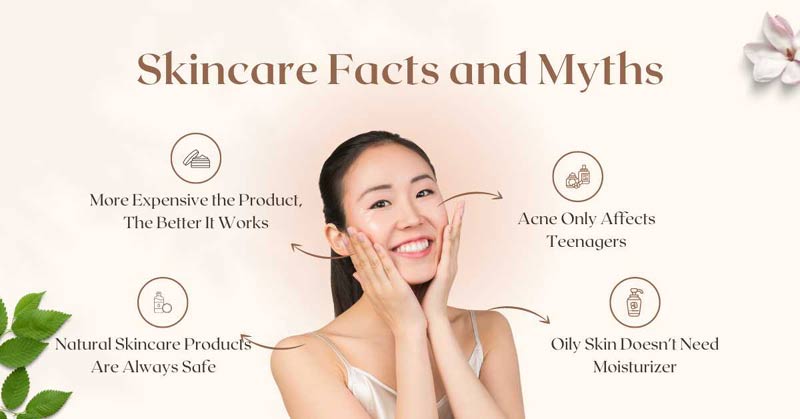 Skincare Facts and Myths
More Expensive the Product,
The Better It Works
Acne Only Affects
Teenagers
Natural Skincare Products
Are Always Safe
Oily Skin Doesn't Need
Moisturizer